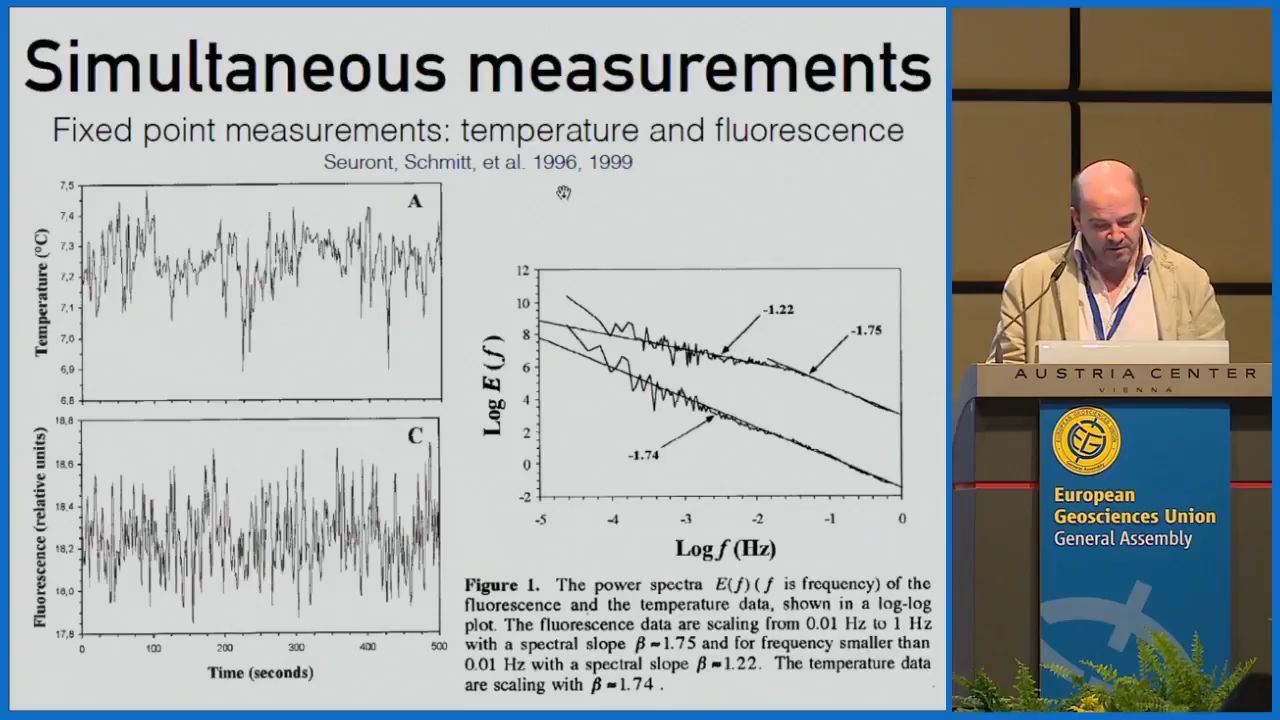 Simultaneous measurements
Fixed point measurements: temperature and fluorescence
Seuront, Schmitt, et al. 1996, 1999
A
7,5
7,4
7,3
7,2
7,1
7,0
6,9
6,8
Temperature (°C)
C
18,8
18,6
18,4
18,2
18,0
17,8
Fluorescence (relative units)
0
100
200
300
400
500
Time (seconds)
12
10
8
6
4
2
0
-2
Log E (f)
-1.22
-1.75
-1.74
-5
-4
-3
-2
-1
0
Log f (Hz)
Figure 1. The power spectra E(f) (f is frequency) of the
fluorescence and the temperature data, shown in a log-log
plot. The fluorescence data are scaling from 0.01 Hz to 1 Hz
with a spectral slope β≈1.75 and for frequency smaller than
0.01 Hz with a spectral slope β≈1.22. The temperature data
are scaling with β≈1.74 .
AUSTRIA CENTER
VIENNA
EUROPEAN GEOSCIENCES UNION
EG
General Assembly
European
Geosciences Union
General Assembly